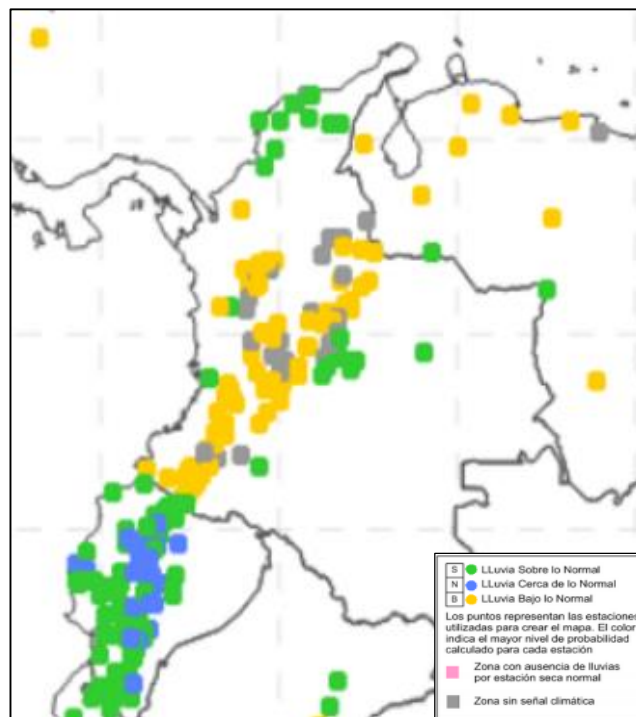 S LLuvia Sobre lo Normal
N LLuvia Cerca de lo Normal
B LLuvia Bajo lo Normal
Los puntos representan las estaciones
utilizadas para crear el mapa. El color
indica el mayor nivel de probabilidad
calculado para cada estación
Zona con ausencia de lluvias
por estación seca normal
Zona sin señal climática